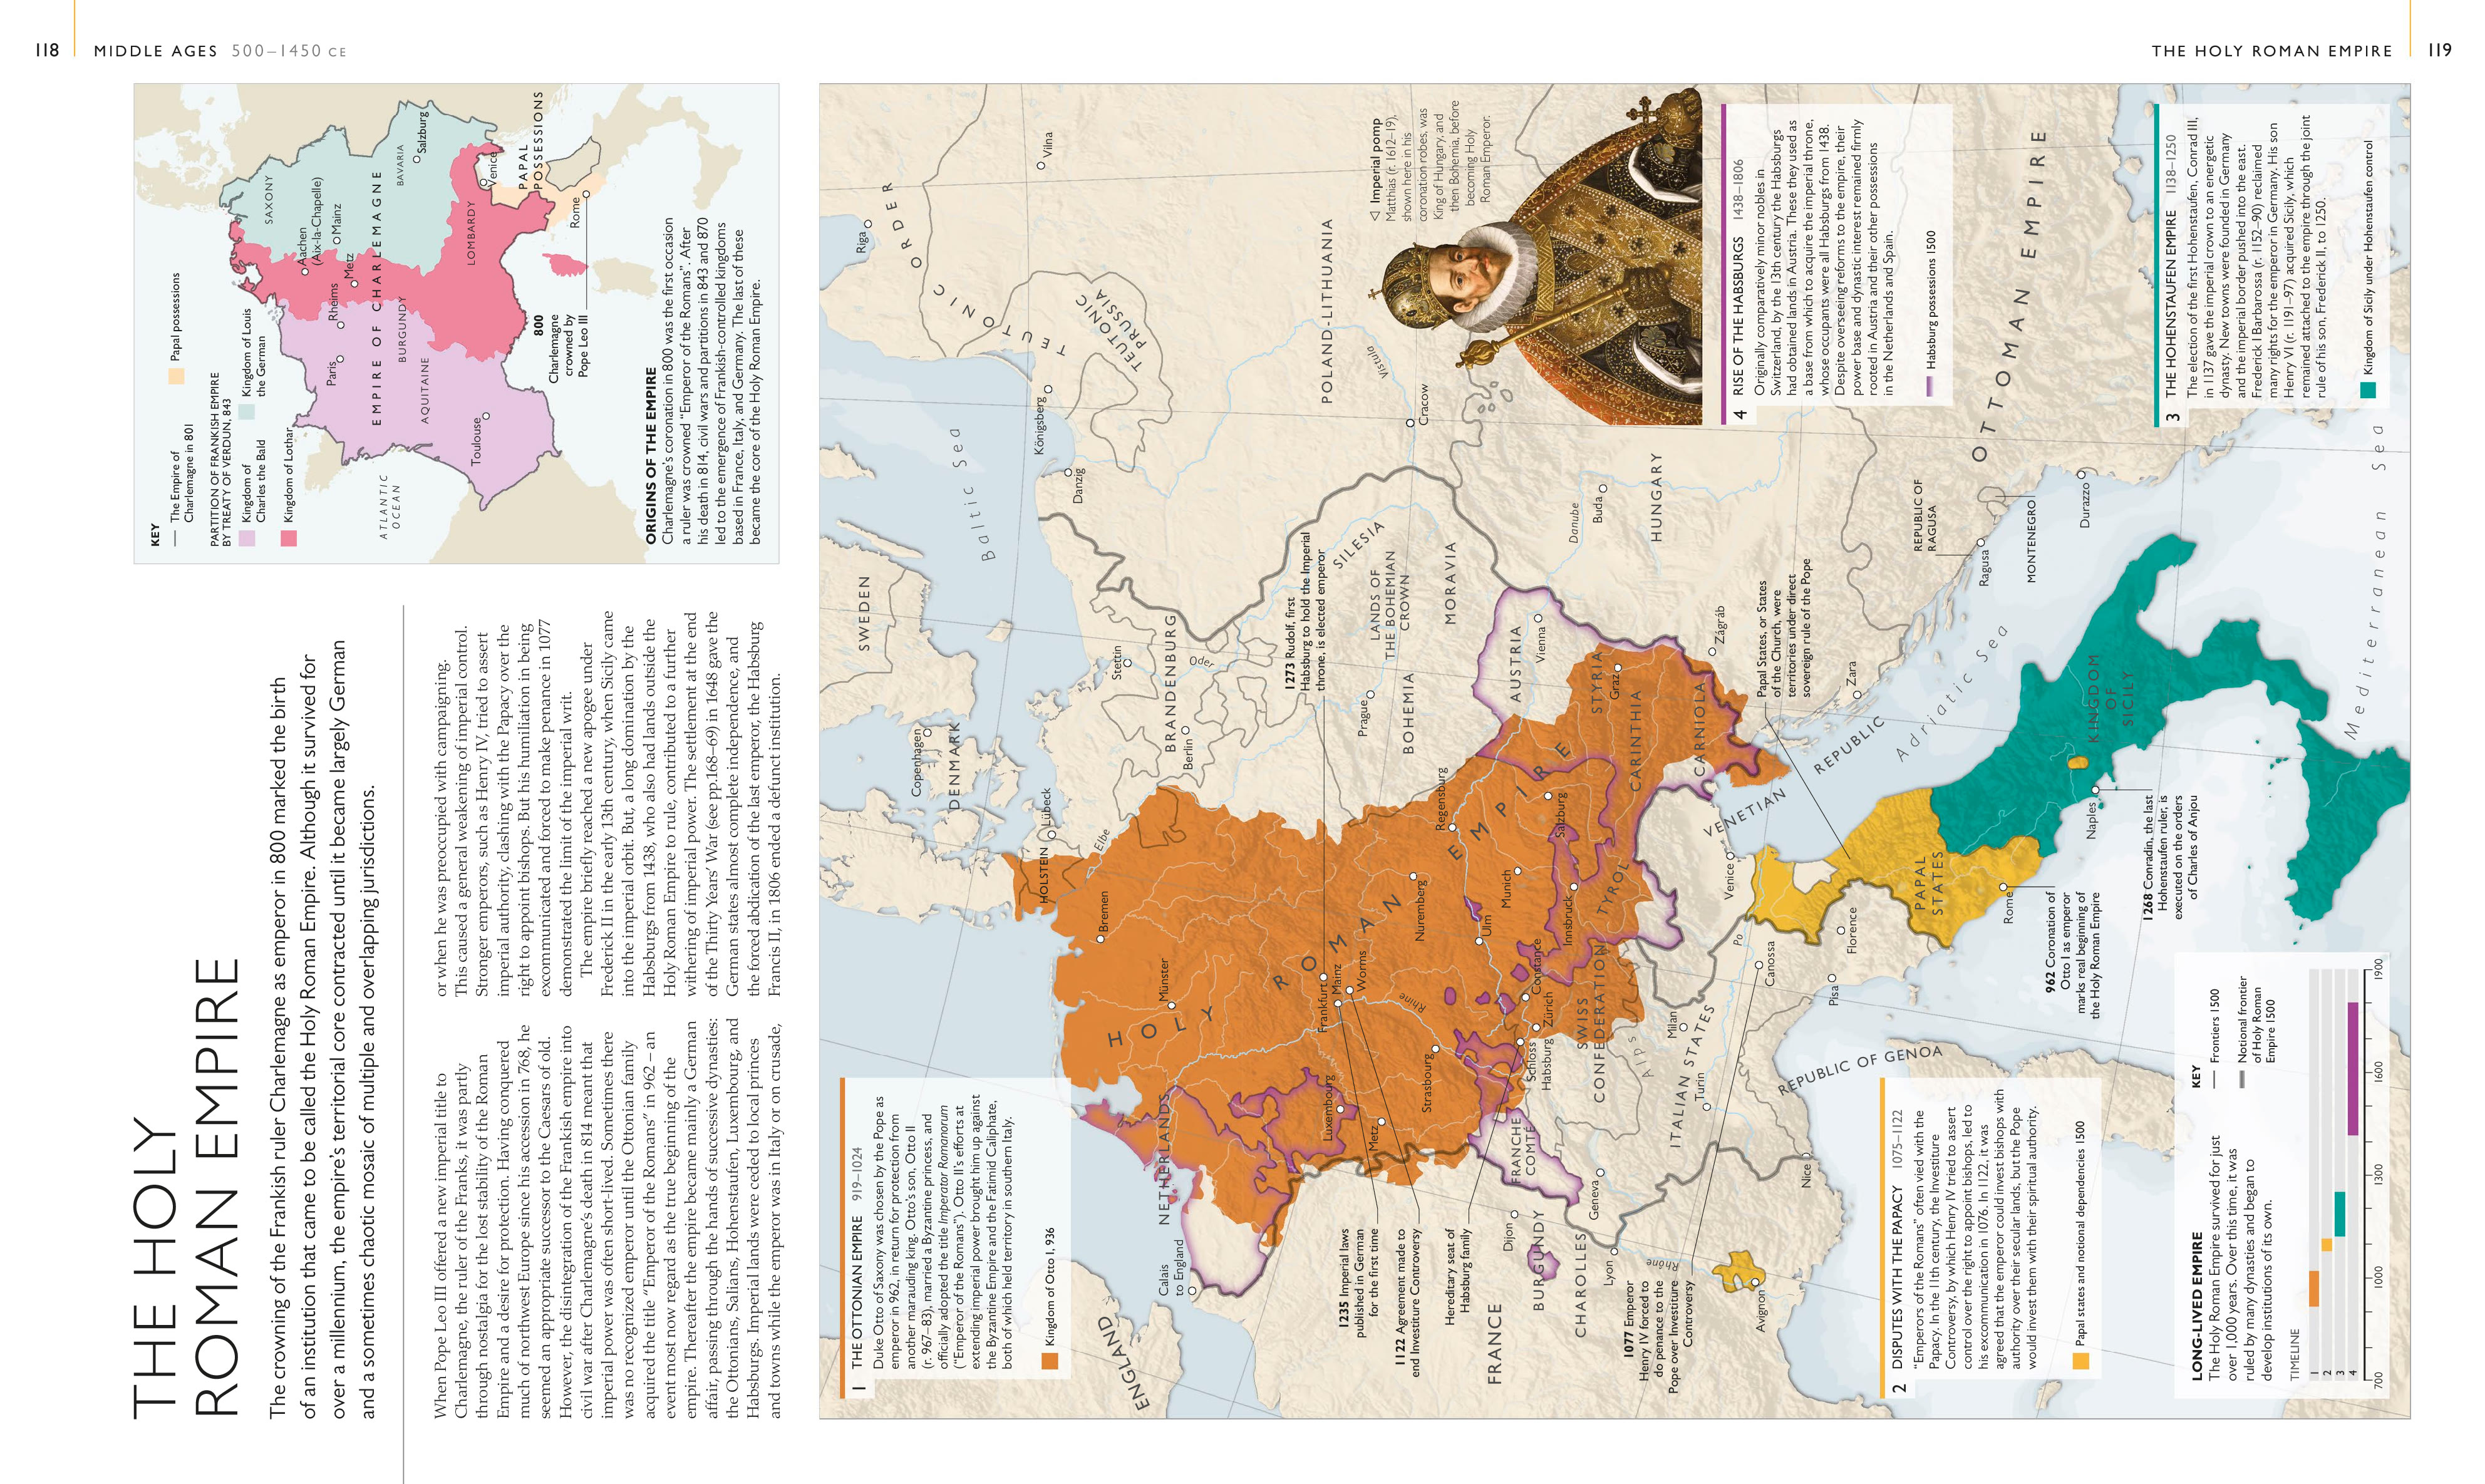 118
MIDDLE AGES 500–1450 CE
THE HOLY ROMAN EMPIRE
119
THE HOLY
ROMAN EMPIRE
The crowning of the Frankish ruler Charlemagne as emperor in 800 marked the birth
of an institution that came to be called the Holy Roman Empire. Although it survived for
over a millennium, the empire's territorial core contracted until it became largely German
and a sometimes chaotic mosaic of multiple and overlapping jurisdictions.
When Pope Leo III offered a new imperial title to
Charlemagne, the ruler of the Franks, it was partly
through nostalgia for the lost stability of the Roman
Empire and a desire for protection. Having conquered
much of northwest Europe since his accession in 768, he
seemed an appropriate successor to the Caesars of old.
However, the disintegration of the Frankish empire into
civil war after Charlemagne's death in 814 meant that
imperial power was often short-lived. Sometimes there
was no recognized emperor until the Ottonian family
acquired the title "Emperor of the Romans" in 962 – an
event most now regard as the true beginning of the
empire. Thereafter the empire became mainly a German
affair, passing through the hands of successive dynasties:
the Ottonians, Salians, Hohenstaufen, Luxembourg, and
Habsburgs. Imperial lands were ceded to local princes
and towns while the emperor was in Italy or on crusade,
or when he was preoccupied with campaigning.
This caused a general weakening of imperial control.
Stronger emperors, such as Henry IV, tried to assert
imperial authority, clashing with the Papacy over the
right to appoint bishops. But his humiliation in being
excommunicated and forced to make penance in 1077
demonstrated the limit of the imperial writ.
The empire briefly reached a new apogee under
Frederick II in the early 13th century, when Sicily came
into the imperial orbit. But, a long domination by the
Habsburgs from 1438, who also had lands outside the
Holy Roman Empire to rule, contributed to a further
withering of imperial power. The settlement at the end
of the Thirty Years' War (see pp.168–69) in 1648 gave the
German states almost complete independence, and
the forced abdication of the last emperor, the Habsburg
Francis II, in 1806 ended a defunct institution.
KEY
The Empire of
Charlemagne in 801
Papal possessions
PARTITION OF FRANKISH EMPIRE
BY TREATY OF VERDUN, 843
Kingdom of
Charles the Bald
Kingdom of Louis
the German
Kingdom of Lothar
SAXONY
Aachen
(Aix-la-Chapelle)
Mainz
Metz
Rheims
Paris
EMPIRE OF CHARLEMAGNE
BAVARIA
Salzburg
BURGUNDY
AQUITAINE
LOMBARDY
Venice
PAPAL
POSSESSIONS
Toulouse
Rome
ATLANTIC
OCEAN
800
Charlemagne
crowned by
Pope Leo III
ORIGINS OF THE EMPIRE
Charlemagne's coronation in 800 was the first occasion
a ruler was crowned "Emperor of the Romans". After
his death in 814, civil wars and partitions in 843 and 870
led to the emergence of Frankish-controlled kingdoms
based in France, Italy, and Germany. The last of these
became the core of the Holy Roman Empire.
1 THE OTTONIAN EMPIRE 919–1024
Duke Otto of Saxony was chosen by the Pope as
emperor in 962, in return for protection from
another marauding king. Otto's son, Otto II
(r. 967–83), married a Byzantine princess, and
officially adopted the title Imperator Romanorum
("Emperor of the Romans"). Otto II's efforts at
extending imperial power brought him up against
the Byzantine Empire and the Fatimid Caliphate,
both of which held territory in southern Italy.
Kingdom of Otto I, 936
SWEDEN
Riga
TEUTONIC ORDER
TEUTONIC
PRUSSIA
Vilna
Baltic Sea
Königsberg
Danzig
Copenhagen
DENMARK
Lübeck
HOLSTEIN
Elbe
Bremen
Stettin
BRANDENBURG
Oder
Berlin
Münster
HOLY ROMAN EMPIRE
NETHERLANDS
Calais
to England
ENGLAND
POLAND-LITHUANIA
Vistula
Cracow
SILESIA
LANDS OF
THE BOHEMIAN
CROWN
Prague
BOHEMIA
MORAVIA
1273 Rudolf, first
Habsburg to hold the Imperial
throne, is elected emperor
Frankfurt
Mainz
Worms
Rhine
Luxembourg
Metz
Strasbourg
Nuremberg
Regensburg
Ulm
Munich
Salzburg
Innsbruck
TYROL
Constance
Zürich
Schloss
Habsburg
SWISS
CONFEDERATION
Alps
AUSTRIA
Vienna
STYRIA
Graz
CARINTHIA
CARNIOLA
Danube
Buda
HUNGARY
Zágráb
1235 Imperial laws
published in German
for the first time
1122 Agreement made to
end Investiture Controversy
Hereditary seat of
Habsburg family
FRANCE
FRANCHE
COMTÉ
Dijon
BURGUNDY
CHAROLLES
Geneva
Lyon
Rhône
1077 Emperor
Henry IV forced to
do penance to the
Pope over Investiture
Controversy
Avignon
Nice
Turin
Milan
ITALIAN STATES
REPUBLIC OF GENOA
Canossa
Po
Pisa
Florence
Venice
VENETIAN REPUBLIC
Zara
Adriatic Sea
Papal States, or States
of the Church, were
territories under direct
sovereign rule of the Pope
REPUBLIC OF
RAGUSA
Ragusa
MONTENEGRO
Durazzo
OTTOMAN EMPIRE
PAPAL
STATES
Rome
962 Coronation of
Otto I as emperor
marks real beginning of
the Holy Roman Empire
Naples
KINGDOM
OF
SICILY
1268 Conradin, the last
Hohenstaufen ruler, is
executed on the orders
of Charles of Anjou
Mediterranean Sea
◁ Imperial pomp
Matthias (r. 1612–19),
shown here in his
coronation robes, was
King of Hungary, and
then Bohemia, before
becoming Holy
Roman Emperor.
4 RISE OF THE HABSBURGS 1438–1806
Originally comparatively minor nobles in
Switzerland, by the 13th century the Habsburgs
had obtained lands in Austria. These they used as
a base from which to acquire the imperial throne,
whose occupants were all Habsburgs from 1438.
Despite overseeing reforms to the empire, their
power base and dynastic interest remained firmly
rooted in Austria and their other possessions
in the Netherlands and Spain.
Habsburg possessions 1500
2 DISPUTES WITH THE PAPACY 1075–1122
"Emperors of the Romans" often vied with the
Papacy. In the 11th century, the Investiture
Controversy, by which Henry IV tried to assert
control over the right to appoint bishops, led to
his excommunication in 1076. In 1122, it was
agreed that the emperor could invest bishops with
authority over their secular lands, but the Pope
would invest them with their spiritual authority.
Papal states and notional dependencies 1500
3 THE HOHENSTAUFEN EMPIRE 1138–1250
The election of the first Hohenstaufen, Conrad III,
in 1137 gave the imperial crown to an energetic
dynasty. New towns were founded in Germany
and the imperial border pushed into the east.
Frederick I Barbarossa (r. 1152–90) reclaimed
many rights for the emperor in Germany. His son
Henry VI (r. 1191–97) acquired Sicily, which
remained attached to the empire through the joint
rule of his son, Frederick II, to 1250.
Kingdom of Sicily under Hohenstaufen control
LONG-LIVED EMPIRE
The Holy Roman Empire survived for just
over 1,000 years. Over this time, it was
ruled by many dynasties and began to
develop institutions of its own.
KEY
Frontiers 1500
Notional frontier
of Holy Roman
Empire 1500
TIMELINE
1
2
3
4
700 1000 1300 1600 1900